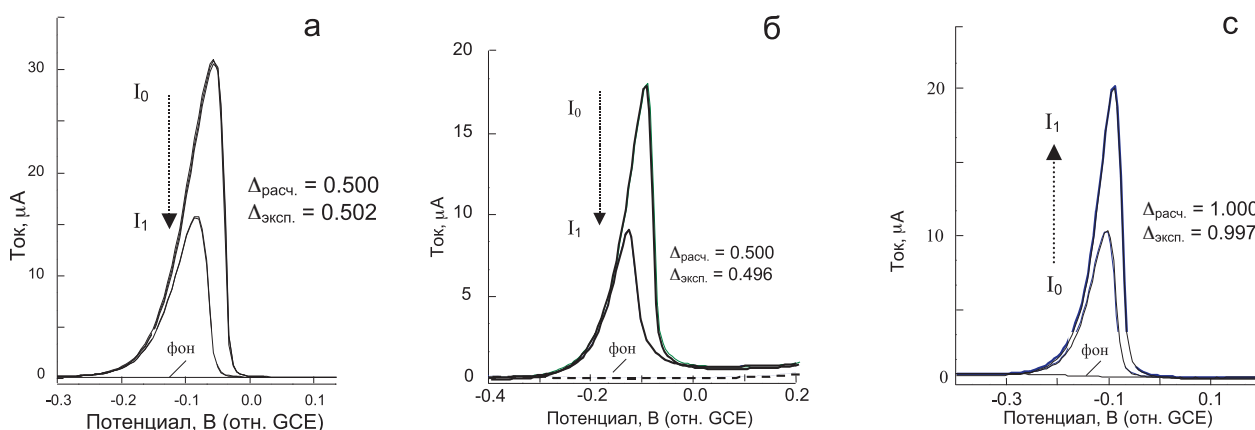 а
30
20
10
0
Ток, µА
I₀
I₁
Δрасч. = 0.500
Δэксп. = 0.502
фон
-0.3 -0.2 -0.1 0.0 0.1
Потенциал, В (отн. GCE)
б
20
15
10
5
0
Ток, µА
I₀
I₁
Δрасч. = 0.500
Δэксп. = 0.496
фон
-0.4 -0.2 0.0 0.2
Потенциал, В (отн. GCE)
с
20
10
0
Ток, µА
I₁
I₀
Δрасч. = 1.000
Δэксп. = 0.997
фон
-0.3 -0.1 0.1
Потенциал, В (отн. GCE)